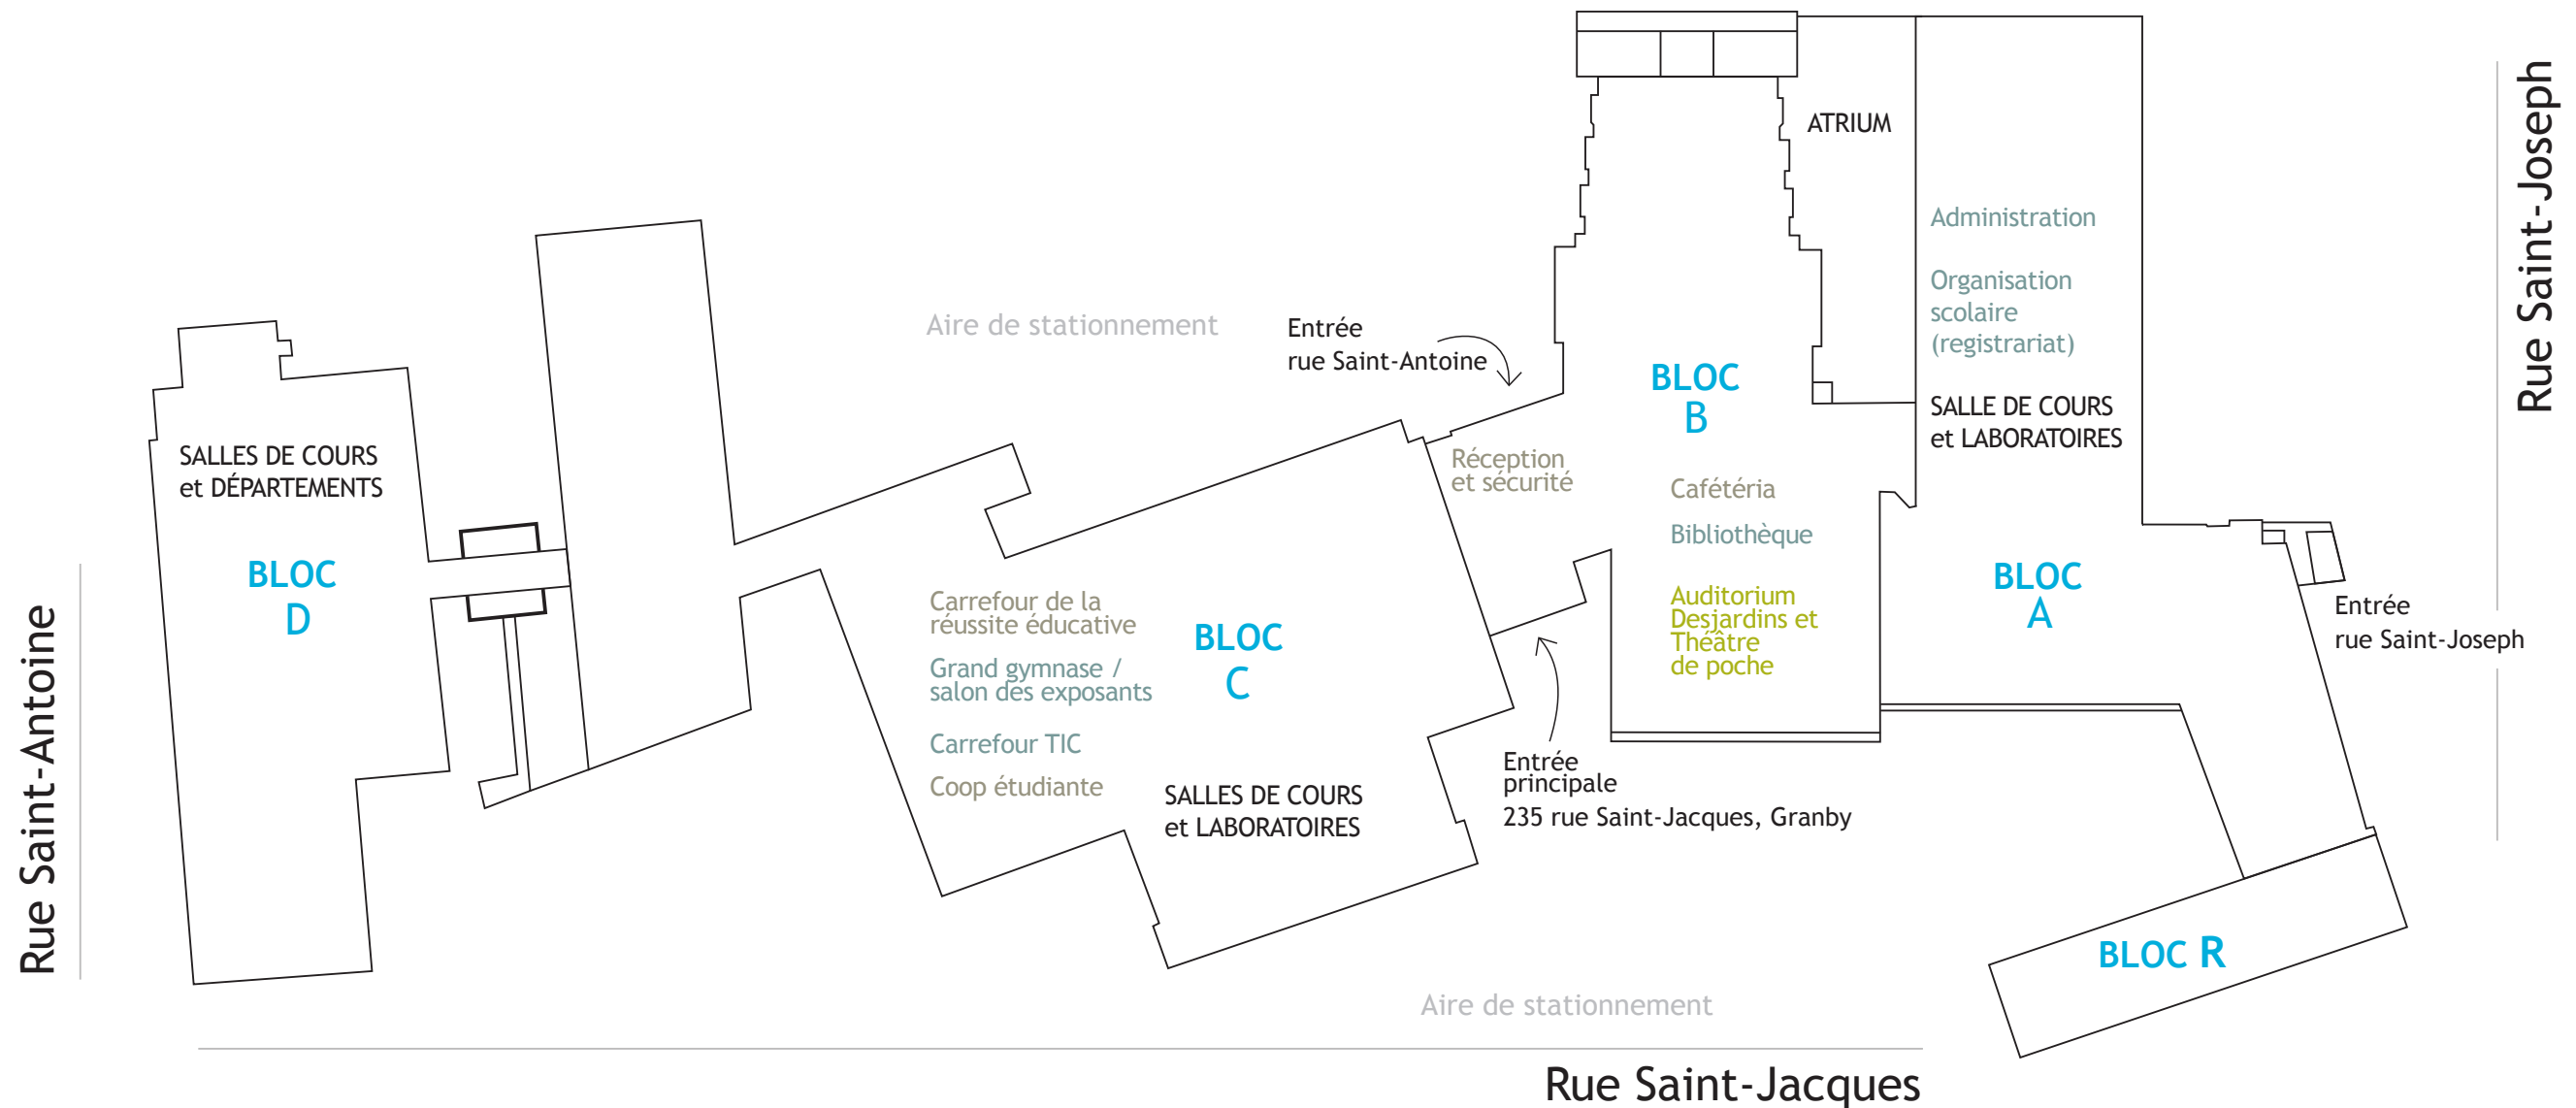 Rue Saint-Antoine
SALLES DE COURS
et DÉPARTEMENTS
BLOC
D
Aire de stationnement
Carrefour de la
réussite éducative
Grand gymnase /
salon des exposants
Carrefour TIC
Coop étudiante
BLOC
C
SALLES DE COURS
et LABORATOIRES
Entrée
rue Saint-Antoine
Réception
et sécurité
BLOC
B
Cafétéria
Bibliothèque
Auditorium
Desjardins et
Théâtre
de poche
Entrée
principale
235 rue Saint-Jacques, Granby
ATRIUM
Administration
Organisation
scolaire
(registrariat)
SALLE DE COURS
et LABORATOIRES
BLOC
A
Entrée
rue Saint-Joseph
Rue Saint-Joseph
BLOC R
Aire de stationnement
Rue Saint-Jacques